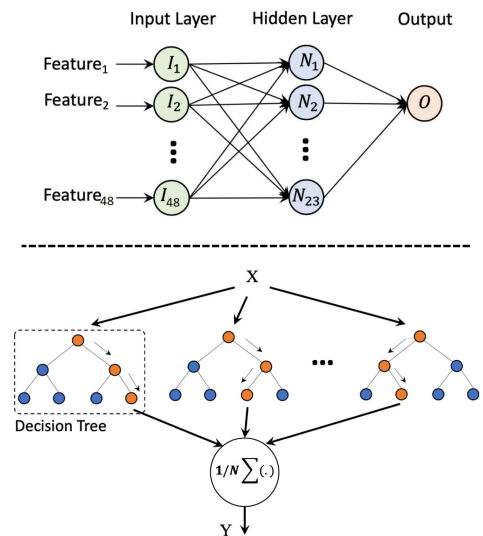 Input Layer Hidden Layer Output
Feature₁ I₁ N₁
Feature₂ I₂ N₂ O
Feature₄₈ I₄₈ N₂₃
X
Decision Tree
1/N ∑(.)
Y